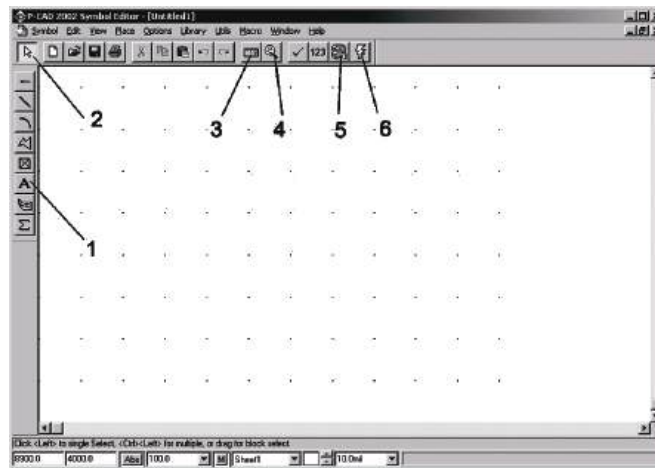 P-CAD 2002 Symbol Editor - [Untitled1]
Symbol Edit View Place Options Library Utils Macro Window Help
123
2
3
4
5
6
A
1
Click <Left> to single Select, <Ctrl><Left> for multiple, or drag for block select
8900.0 4000.0 Abs 100.0 M Sheet1 10.0mil